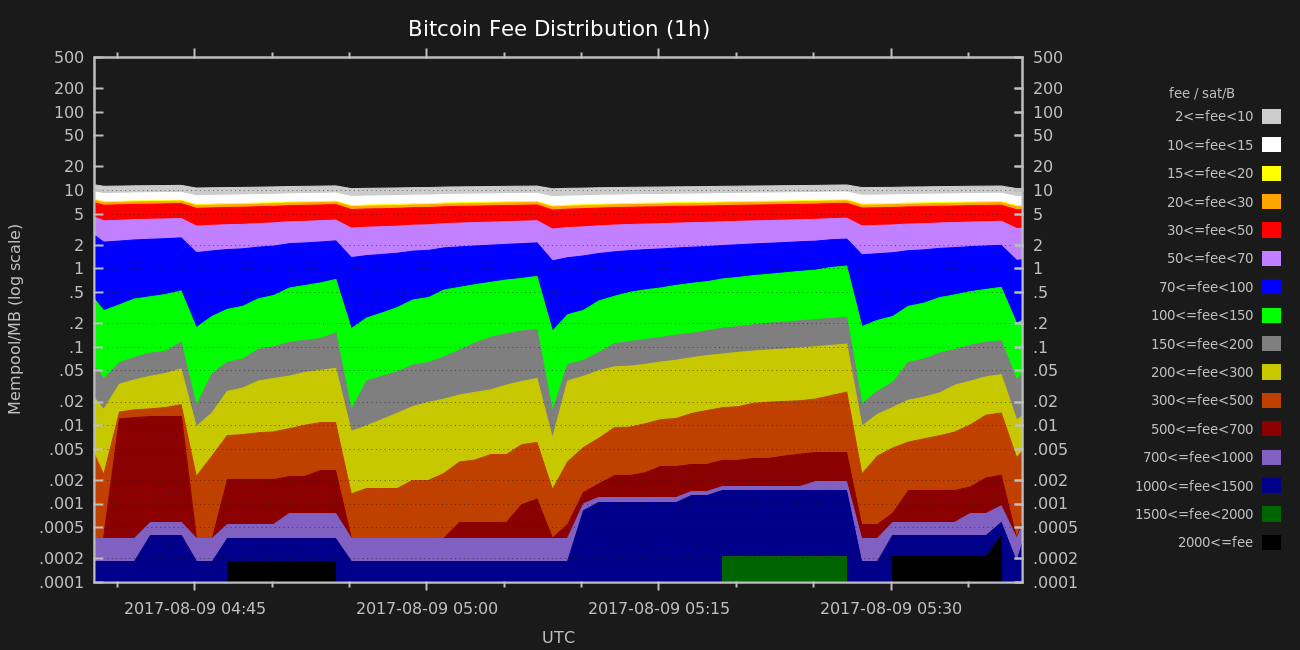 Bitcoin Fee Distribution (1h)
Mempool/MB (log scale)
500
200
100
50
20
10
5
2
1
.5
.2
.1
.05
.02
.01
.005
.002
.001
.0005
.0002
.0001
500
200
100
50
20
10
5
2
1
.5
.2
.1
.05
.02
.01
.005
.002
.001
.0005
.0002
.0001
2017-08-09 04:45
2017-08-09 05:00
2017-08-09 05:15
2017-08-09 05:30
UTC
fee / sat/B
2<=fee<10
10<=fee<15
15<=fee<20
20<=fee<30
30<=fee<50
50<=fee<70
70<=fee<100
100<=fee<150
150<=fee<200
200<=fee<300
300<=fee<500
500<=fee<700
700<=fee<1000
1000<=fee<1500
1500<=fee<2000
2000<=fee